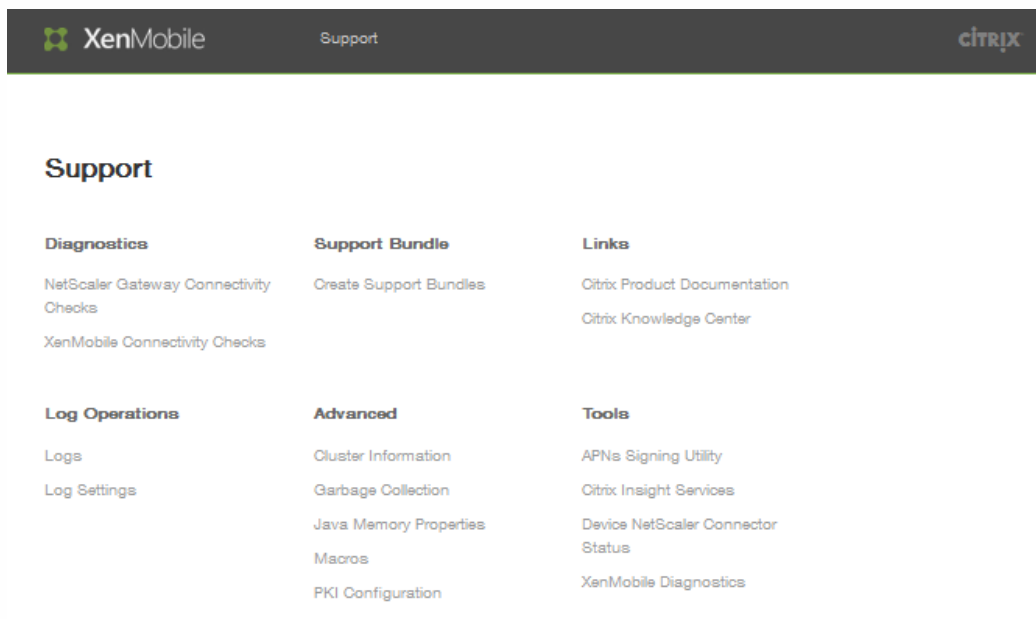 XenMobile Support CİTRIX
Support
Diagnostics
NetScaler Gateway Connectivity
Checks
XenMobile Connectivity Checks
Support Bundle
Create Support Bundles
Links
Citrix Product Documentation
Citrix Knowledge Center
Log Operations
Logs
Log Settings
Advanced
Cluster Information
Garbage Collection
Java Memory Properties
Macros
PKI Configuration
Tools
APNs Signing Utility
Citrix Insight Services
Device NetScaler Connector
Status
XenMobile Diagnostics